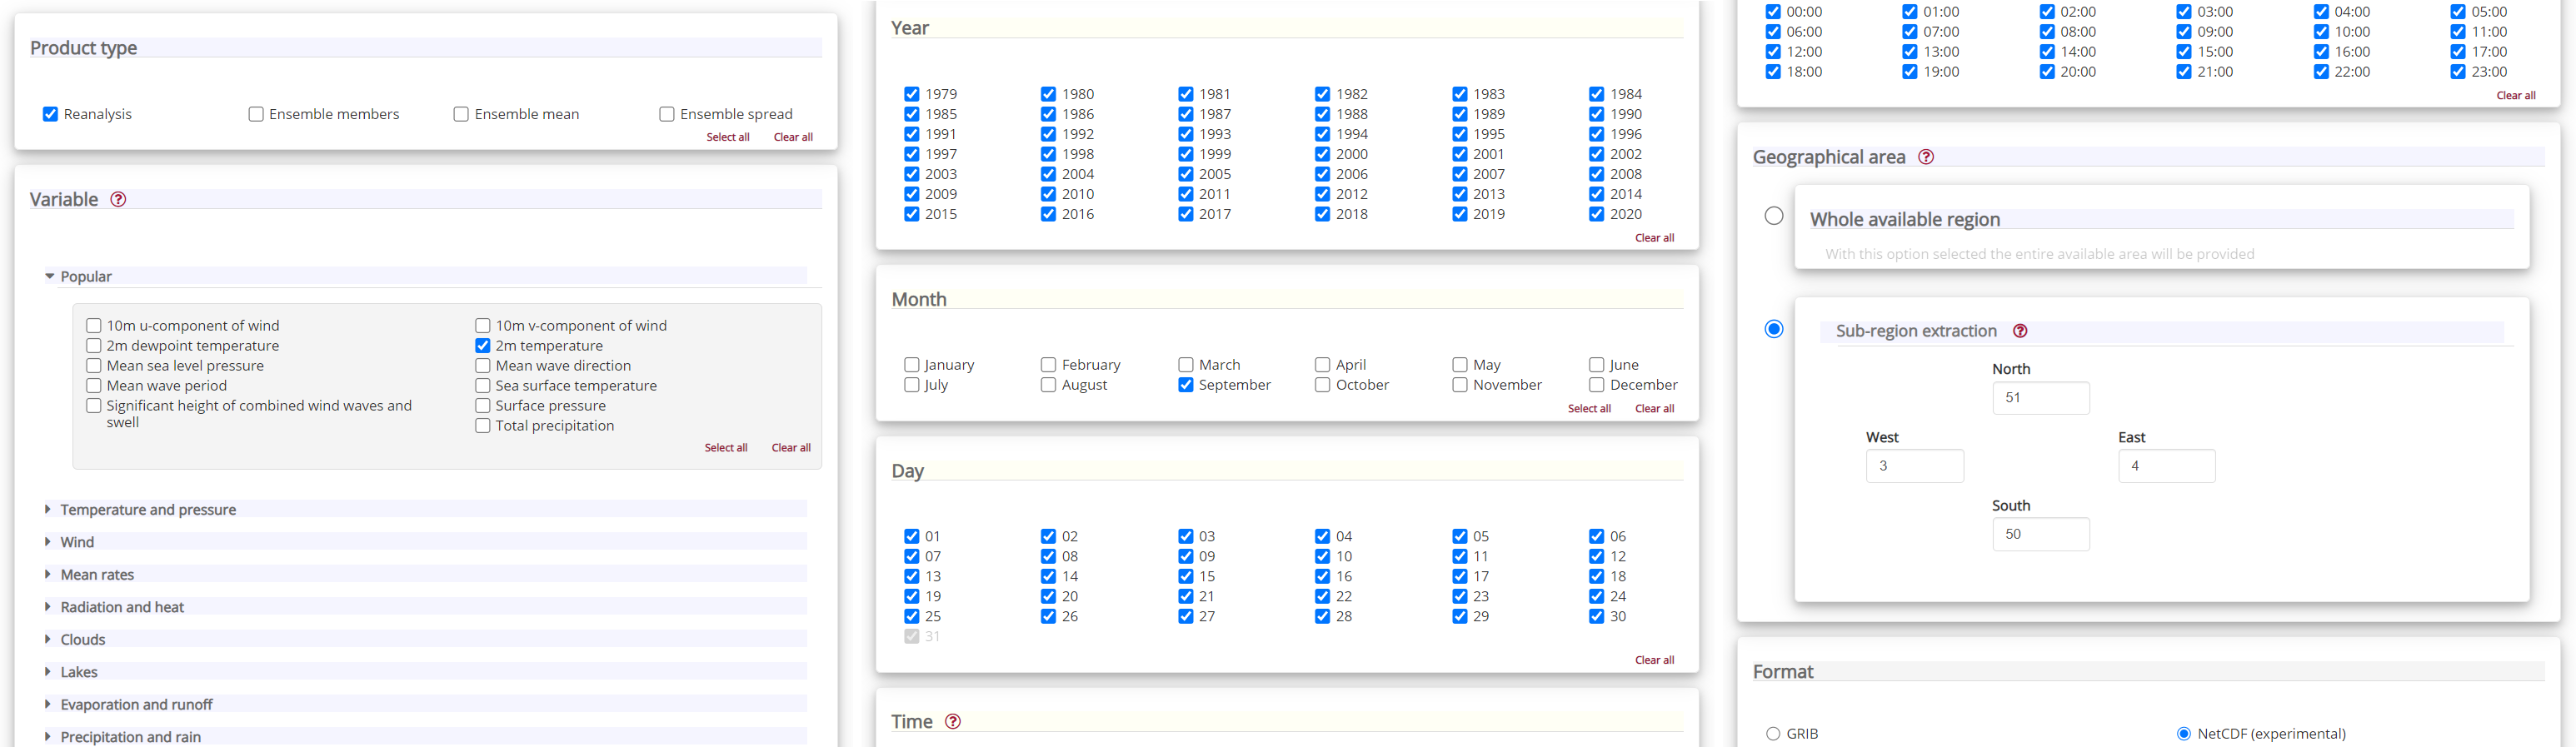 Product type
Reanalysis Ensemble members Ensemble mean Ensemble spread
Select all Clear all
Variable ?
Popular
10m u-component of wind 10m v-component of wind
2m dewpoint temperature 2m temperature
Mean sea level pressure Mean wave direction
Mean wave period Sea surface temperature
Significant height of combined wind waves and Surface pressure
swell
Total precipitation
Select all Clear all
Temperature and pressure
Wind
Mean rates
Radiation and heat
Clouds
Lakes
Evaporation and runoff
Precipitation and rain
Year
1979 1980 1981 1982 1983 1984
1985 1986 1987 1988 1989 1990
1991 1992 1993 1994 1995 1996
1997 1998 1999 2000 2001 2002
2003 2004 2005 2006 2007 2008
2009 2010 2011 2012 2013 2014
2015 2016 2017 2018 2019 2020
Clear all
Month
January February March April May June
July August September October November December
Select all Clear all
Day
01 02 03 04 05 06
07 08 09 10 11 12
13 14 15 16 17 18
19 20 21 22 23 24
25 26 27 28 29 30
31
Clear all
Time ?
00:00 01:00 02:00 03:00 04:00 05:00
06:00 07:00 08:00 09:00 10:00 11:00
12:00 13:00 14:00 15:00 16:00 17:00
18:00 19:00 20:00 21:00 22:00 23:00
Clear all
Geographical area ?
Whole available region
With this option selected the entire available area will be provided
Sub-region extraction ?
North
51
West East
3 4
South
50
Format
GRIB NetCDF (experimental)